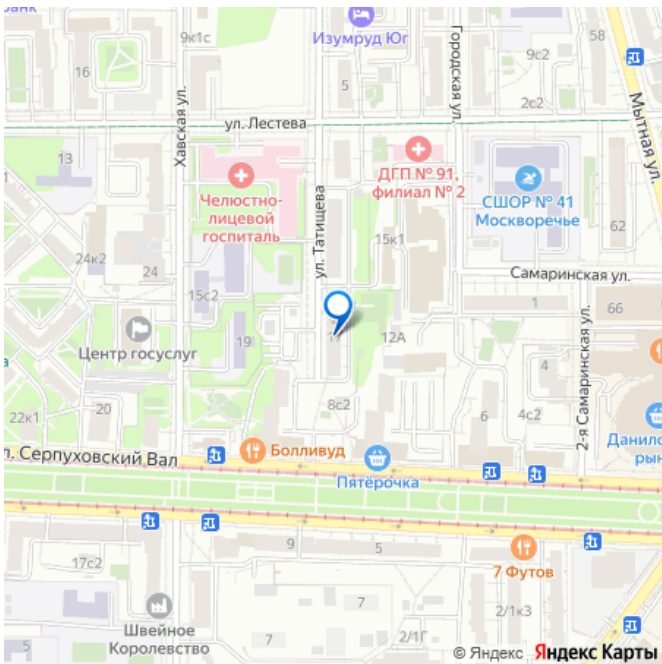 9к1с
16
Изумруд Юг
5
Городская ул.
9с2
58
2с2
Мытная ул.
ул. Лестева
Хавская ул.
13
Челюстно-
лицевой
госпиталь
ул. Татищева
ДГП № 91,
филиал № 2
СШОР № 41
Москворечье
62
24к2
24
15к1
Самаринская ул.
15с2
1
66
19
Центр госуслуг
12А
2-я Самаринская ул.
4
22к1
20
8с2
6
4с2
Болливуд
Серпуховский Вал
Пятёрочка
9
5
7 Футов
17с2
7
2/1к3
Швейное
Королевство
5
7
2/1Г
© Яндекс Яндекс Карты